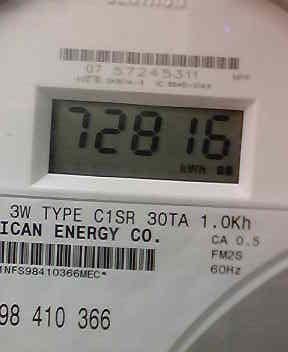 07 57245311
72816
kWh
3W TYPE C1SR 30TA 1.0Kh
ICAN ENERGY CO.
CA 0.5
FM2S
60Hz
1NFS98410366MEC*
98 410 366